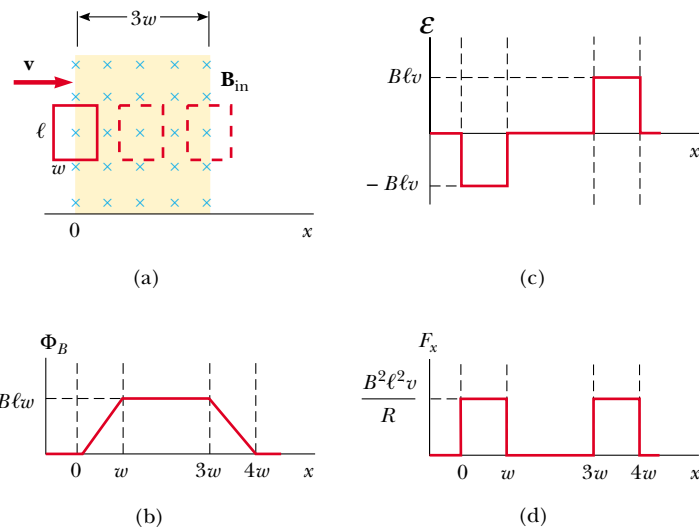 3w
v
B_in
ℓ
w
0
x
(a)
ℰ
Bℓv
x
− Bℓv
(c)
Φ_B
Bℓw
0 w 3w 4w x
(b)
F_x
B²ℓ²v
R
0 w 3w 4w x
(d)